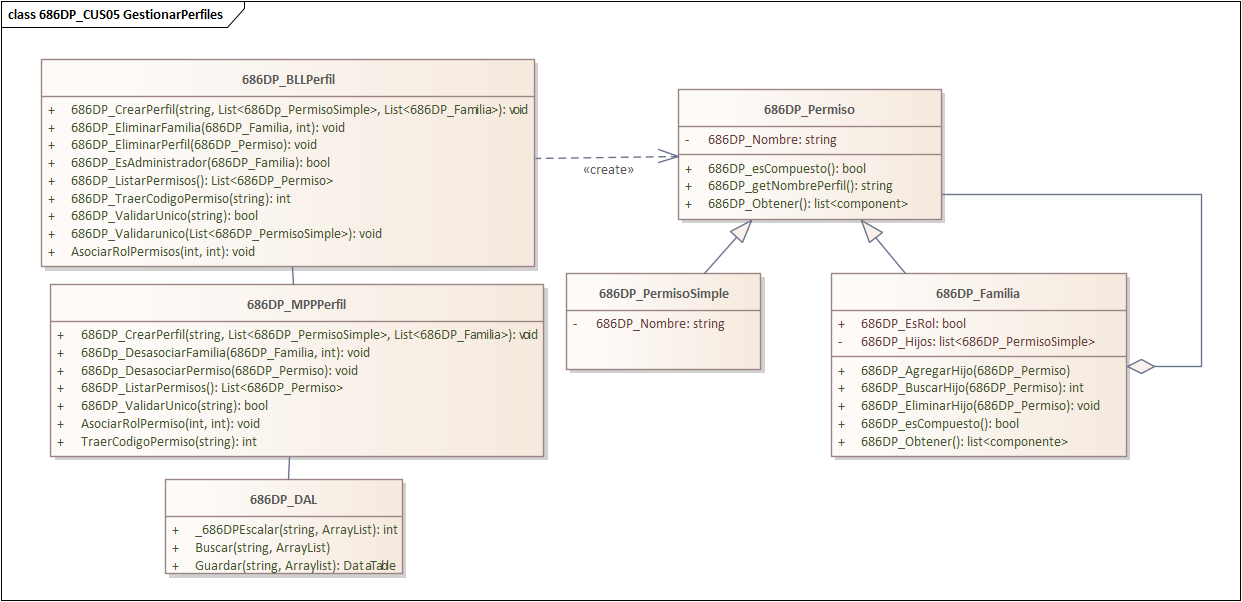 class 686DP_CUS05 GestionarPerfiles
686DP_BLLPerfil
+ 686DP_CrearPerfil(string, List<686Dp_PermisoSimple>, List<686DP_Familia>): void
+ 686DP_EliminarFamilia(686DP_Familia, int): void
+ 686DP_EliminarPerfil(686DP_Permiso): void
+ 686DP_EsAdministrador(686DP_Familia): bool
+ 686DP_ListarPermisos(): List<686DP_Permiso>
+ 686DP_TraerCodigoPermiso(string): int
+ 686DP_ValidarUnico(string): bool
+ 686DP_Validarunico(List<686DP_PermisoSimple>): void
+ AsociarRolPermisos(int, int): void
«create»
686DP_Permiso
- 686DP_Nombre: string
+ 686DP_esCompuesto(): bool
+ 686DP_getNombrePerfil(): string
+ 686DP_Obtener(): list<component>
686DP_MPPPerfil
+ 686DP_CrearPerfil(string, List<686DP_PermisoSimple>, List<686DP_Familia>): void
+ 686Dp_DesasociarFamilia(686DP_Familia, int): void
+ 686Dp_DesasociarPermiso(686DP_Permiso): void
+ 686DP_ListarPermisos(): List<686DP_Permiso>
+ 686DP_ValidarUnico(string): bool
+ AsociarRolPermiso(int, int): void
+ TraerCodigoPermiso(string): int
686DP_PermisoSimple
- 686DP_Nombre: string
686DP_Familia
+ 686DP_EsRol: bool
- 686DP_Hijos: list<686DP_PermisoSimple>
+ 686DP_AgregarHijo(686DP_Permiso)
+ 686DP_BuscarHijo(686DP_Permiso): int
+ 686DP_EliminarHijo(686DP_Permiso): void
+ 686DP_esCompuesto(): bool
+ 686DP_Obtener(): list<componente>
686DP_DAL
+ _686DPEscalar(string, ArrayList): int
+ Buscar(string, ArrayList)
+ Guardar(string, Arraylist): DataTable